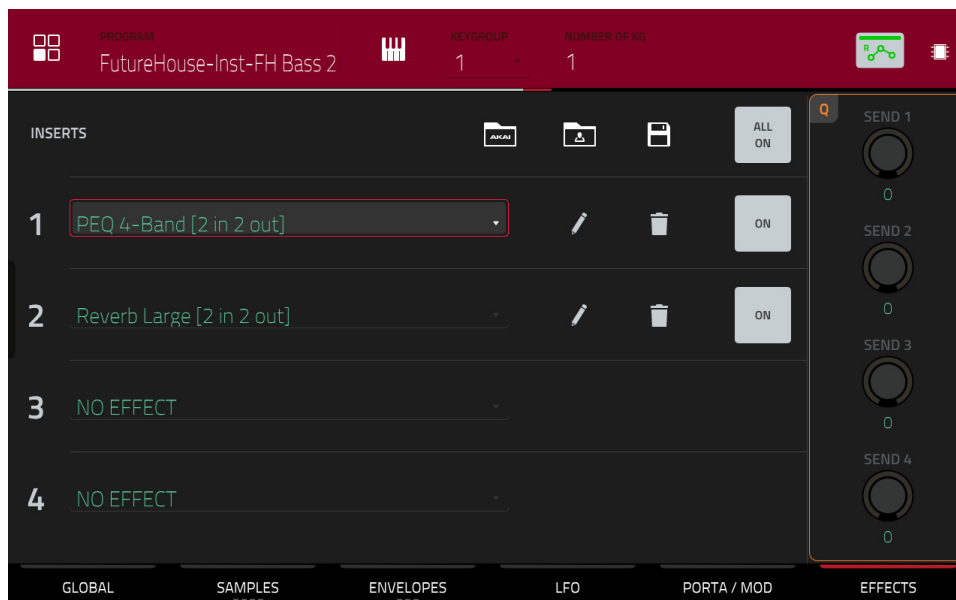 PROGRAM
FutureHouse-Inst-FH Bass 2
KEYGROUP
1
NUMBER OF KG
1
R
INSERTS
AKAI
ALL
ON
1
PEQ 4-Band [2 in 2 out]
ON
2
Reverb Large [2 in 2 out]
ON
3
NO EFFECT
4
NO EFFECT
Q
SEND 1
0
SEND 2
0
SEND 3
0
SEND 4
0
GLOBAL
SAMPLES
ENVELOPES
LFO
PORTA / MOD
EFFECTS